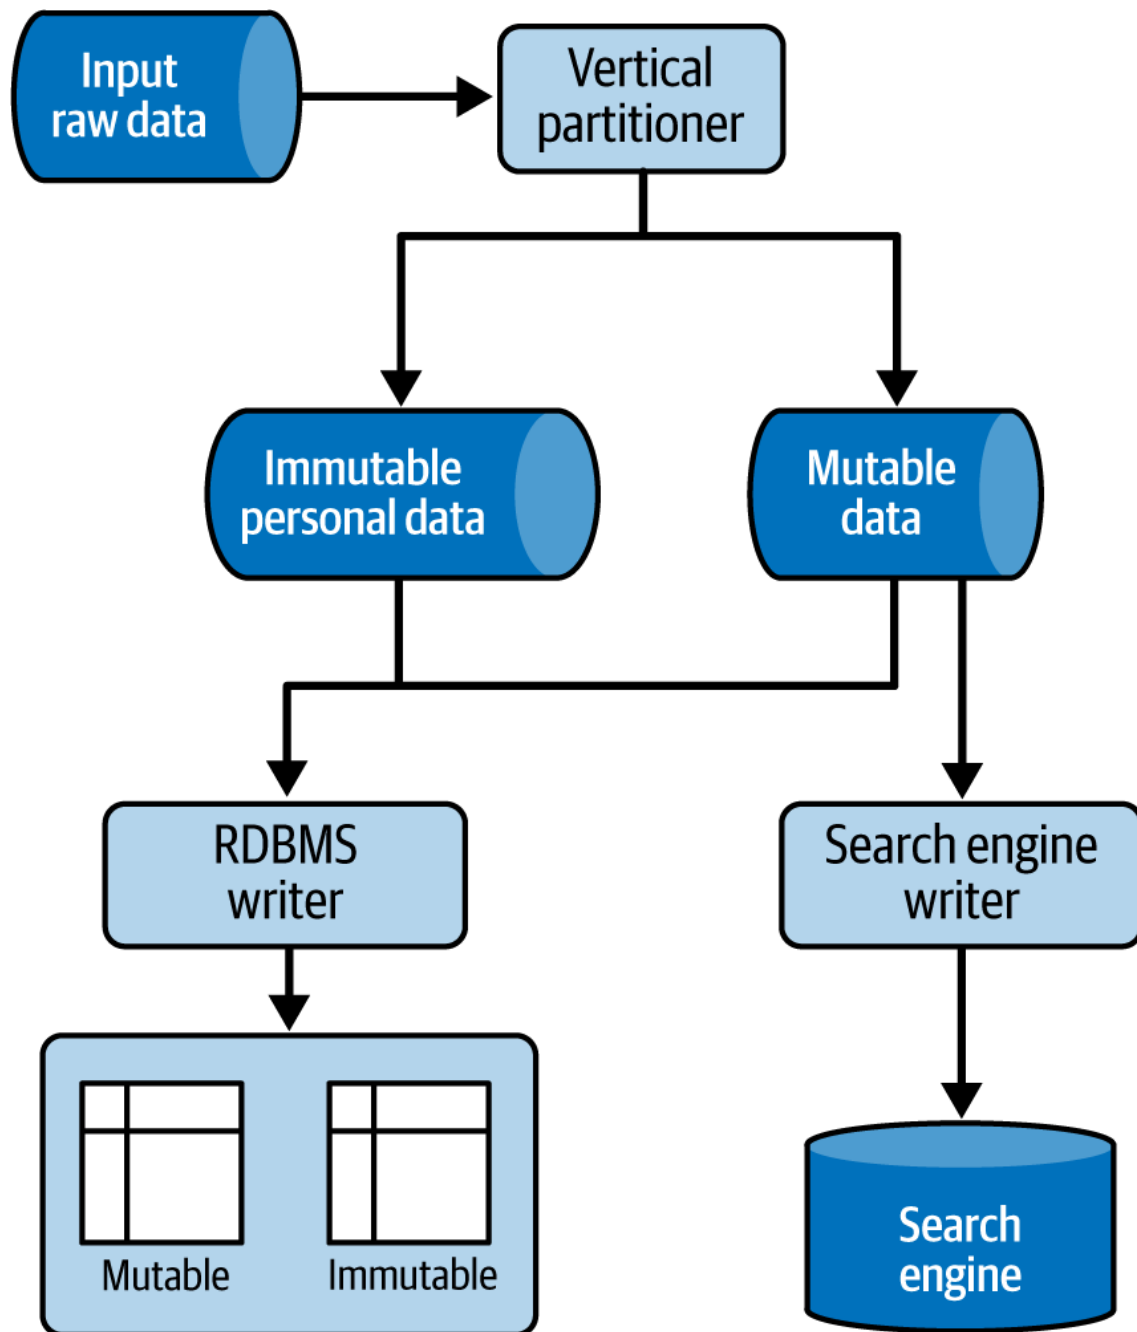 Input
raw data
Vertical
partitioner
Immutable
personal data
Mutable
data
RDBMS
writer
Search engine
writer
Mutable
Immutable
Search
engine